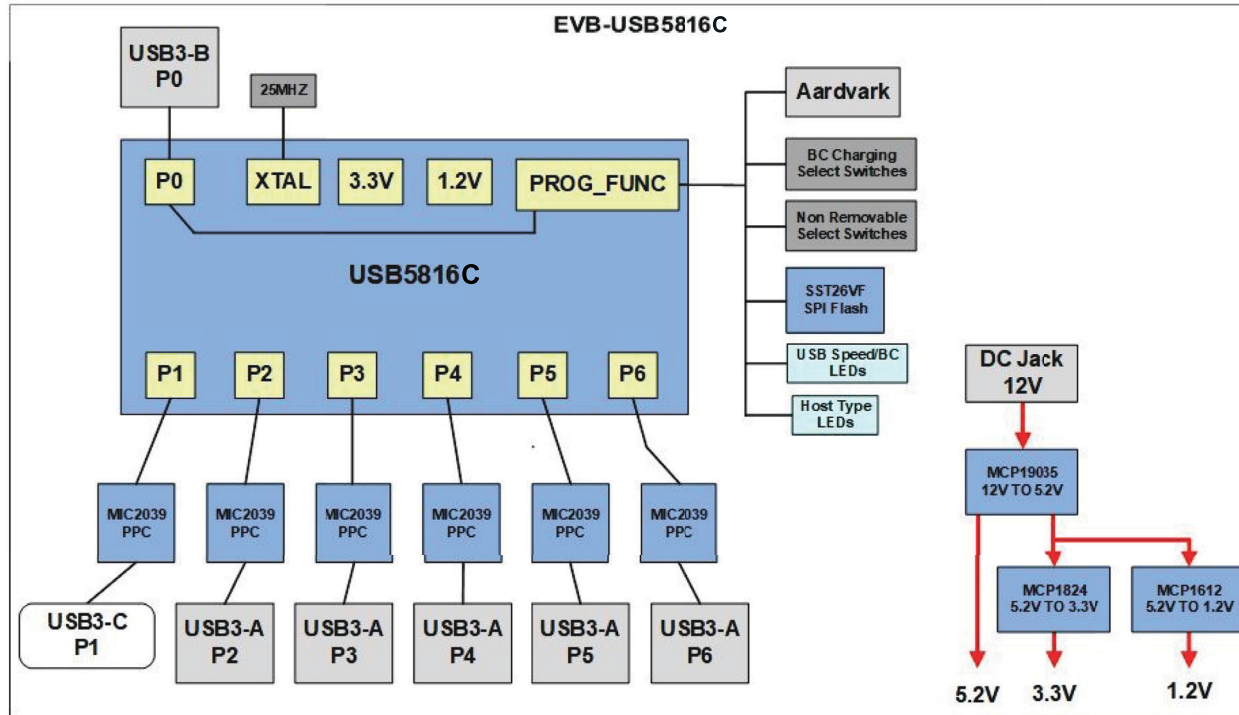 EVB-USB5816C
USB3-B
P0
25MHZ
Aardvark
BC Charging
Select Switches
P0
XTAL
3.3V
1.2V
PROG_FUNC
Non Removable
Select Switches
USB5816C
SST26VF
SPI Flash
USB Speed/BC
LEDs
Host Type
LEDs
P1
P2
P3
P4
P5
P6
DC Jack
12V
MCP19035
12V TO 5.2V
MIC2039
PPC
MIC2039
PPC
MIC2039
PPC
MIC2039
PPC
MIC2039
PPC
MIC2039
PPC
MCP1824
5.2V TO 3.3V
MCP1612
5.2V TO 1.2V
USB3-C
P1
USB3-A
P2
USB3-A
P3
USB3-A
P4
USB3-A
P5
USB3-A
P6
5.2V
3.3V
1.2V